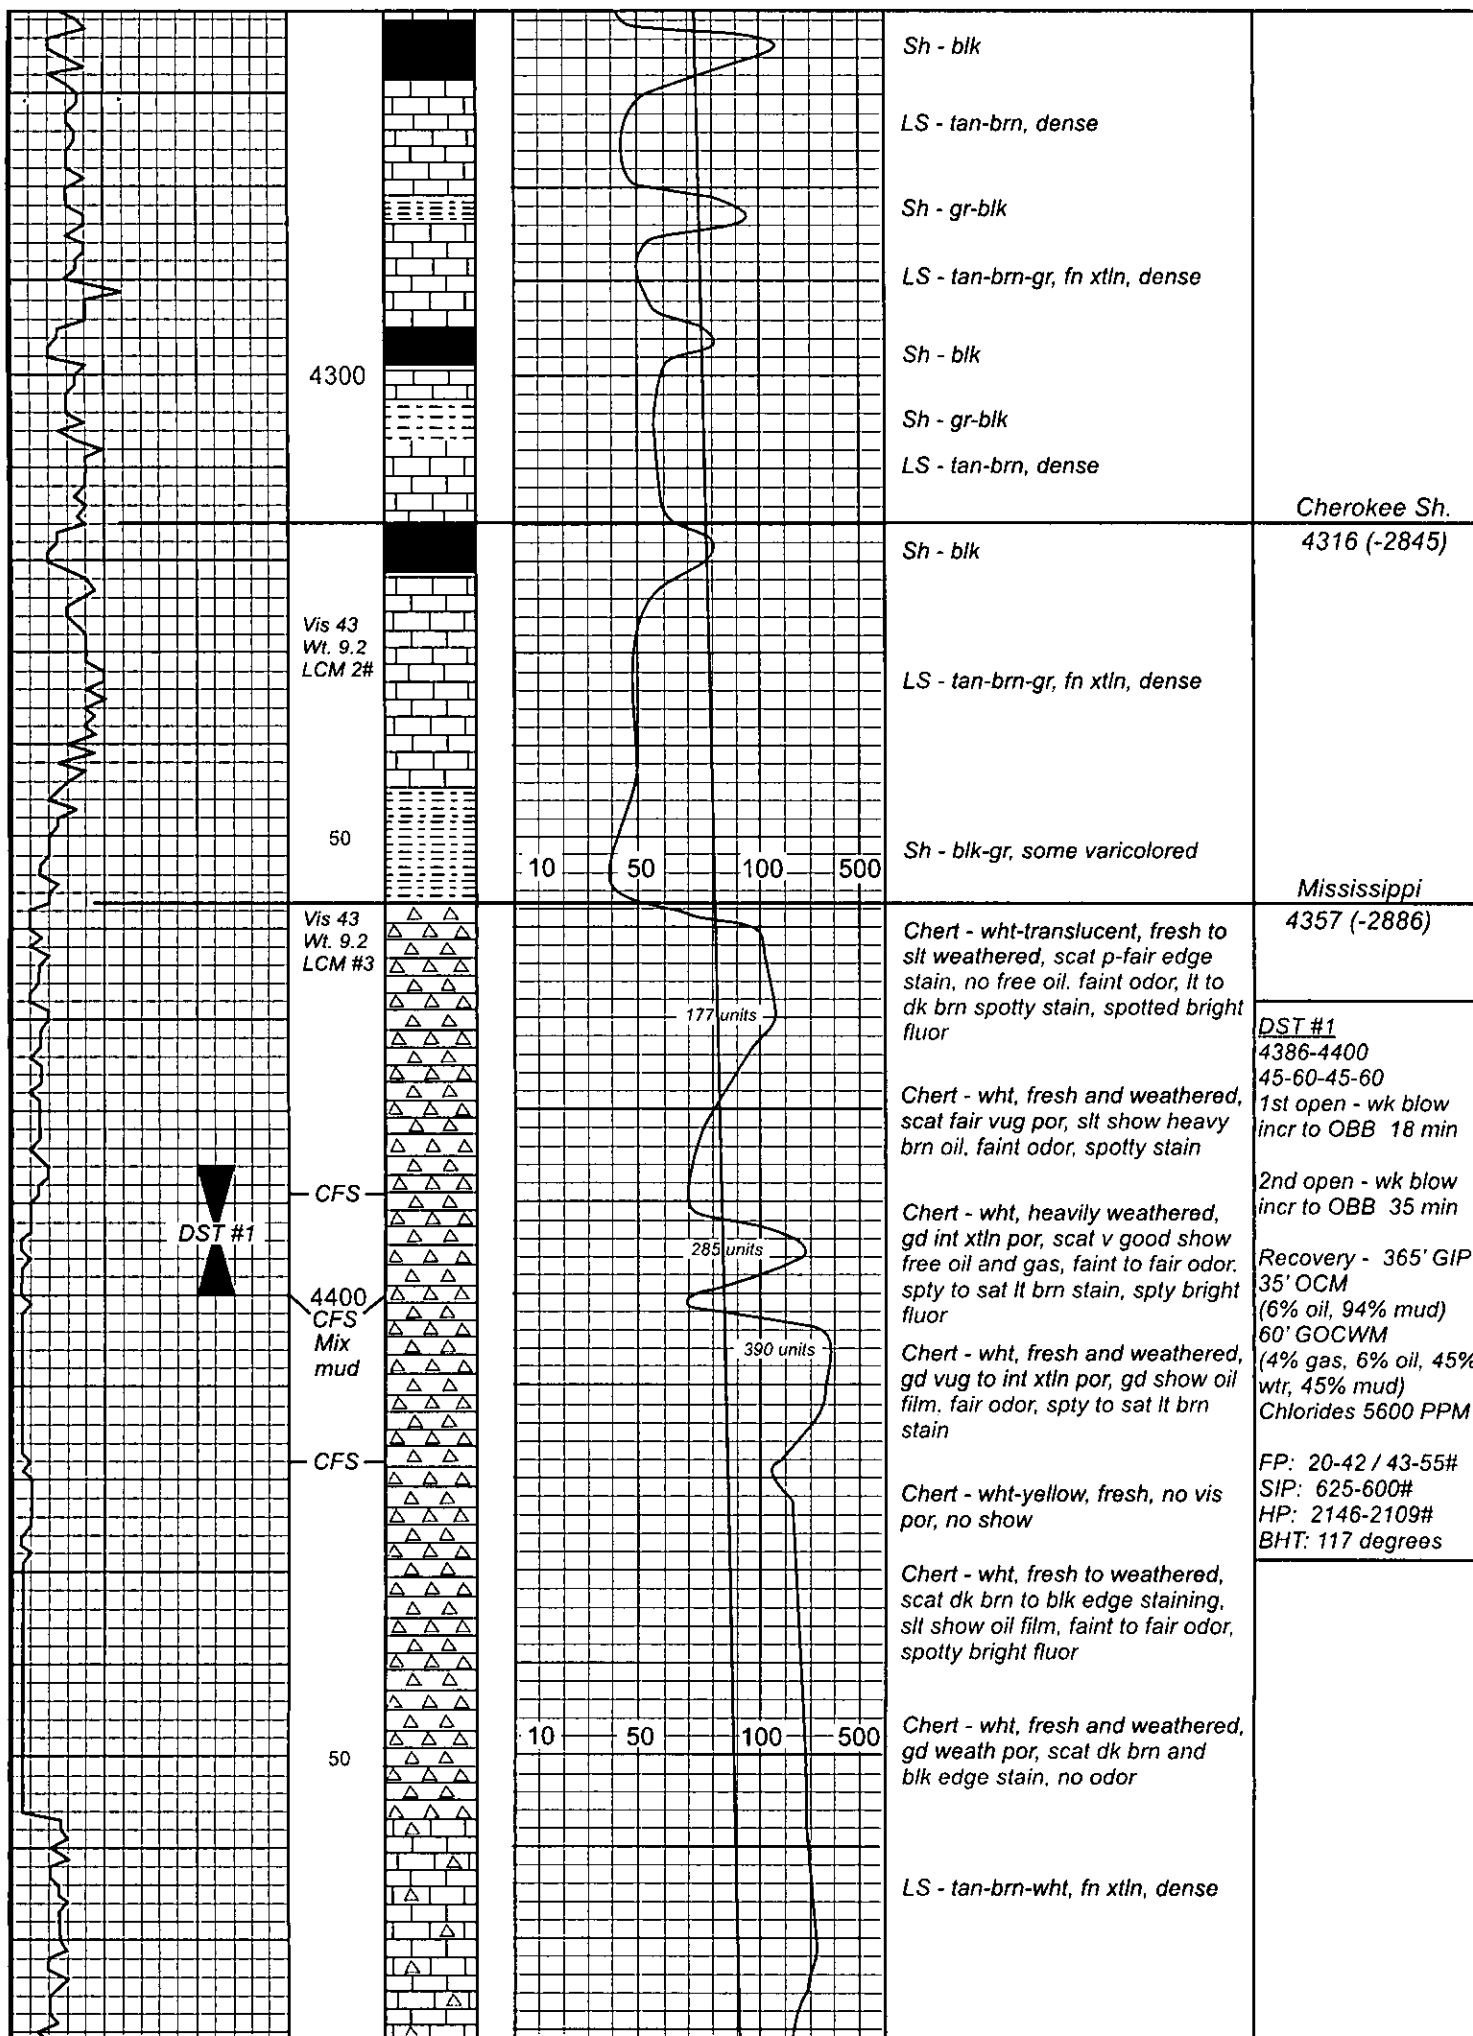 Sh - blk
LS - tan-brn, dense
Sh - gr-blk
LS - tan-brn-gr, fn xtln, dense
Sh - blk
4300
Sh - gr-blk
LS - tan-brn, dense
Cherokee Sh.
4316 (-2845)
Sh - blk
Vis 43
Wt. 9.2
LCM 2#
LS - tan-brn-gr, fn xtln, dense
50
Sh - blk-gr, some varicolored
10 50 100 500
Mississippi
4357 (-2886)
Vis 43
Wt. 9.2
LCM #3
Chert - wht-translucent, fresh to
slt weathered, scat p-fair edge
stain, no free oil. faint odor, lt to
dk brn spotty stain, spotted bright
fluor
177 units
DST #1
4386-4400
45-60-45-60
1st open - wk blow
incr to OBB 18 min
2nd open - wk blow
incr to OBB 35 min
Recovery - 365' GIP
35' OCM
(6% oil, 94% mud)
60' GOCWM
(4% gas, 6% oil, 45%
wtr, 45% mud)
Chlorides 5600 PPM
FP: 20-42 / 43-55#
SIP: 625-600#
HP: 2146-2109#
BHT: 117 degrees
Chert - wht, fresh and weathered,
scat fair vug por, slt show heavy
brn oil. faint odor, spotty stain
CFS
DST #1
Chert - wht, heavily weathered,
gd int xtln por, scat v good show
free oil and gas, faint to fair odor.
spty to sat lt brn stain, spty bright
fluor
285 units
4400
CFS
Mix
mud
390 units
Chert - wht, fresh and weathered,
gd vug to int xtln por, gd show oil
film. fair odor, spty to sat lt brn
stain
CFS
Chert - wht-yellow, fresh, no vis
por, no show
Chert - wht, fresh to weathered,
scat dk brn to blk edge staining,
slt show oil film, faint to fair odor,
spotty bright fluor
10 50 100 500
50
Chert - wht, fresh and weathered,
gd weath por, scat dk brn and
blk edge stain, no odor
LS - tan-brn-wht, fn xtln, dense